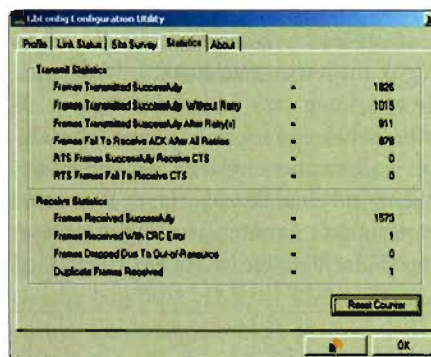 GbConfig Configuration Utility
Profile Link Status Site Survey Statistics About
Transmit Statistics
Frames Transmitted Successfully = 1826
Frames Transmitted Successfully Without Retry = 1015
Frames Transmitted Successfully After Retry(s) = 811
Frames Fail To Receive ACK After All Retries = 878
RTS Frames Successfully Receive CTS = 0
RTS Frames Fail To Receive CTS = 0
Receive Statistics
Frames Received Successfully = 1573
Frames Received With CRC Error = 1
Frames Dropped Due To Out-of-Resource = 0
Duplicate Frames Received = 1
Reset Counter
OK